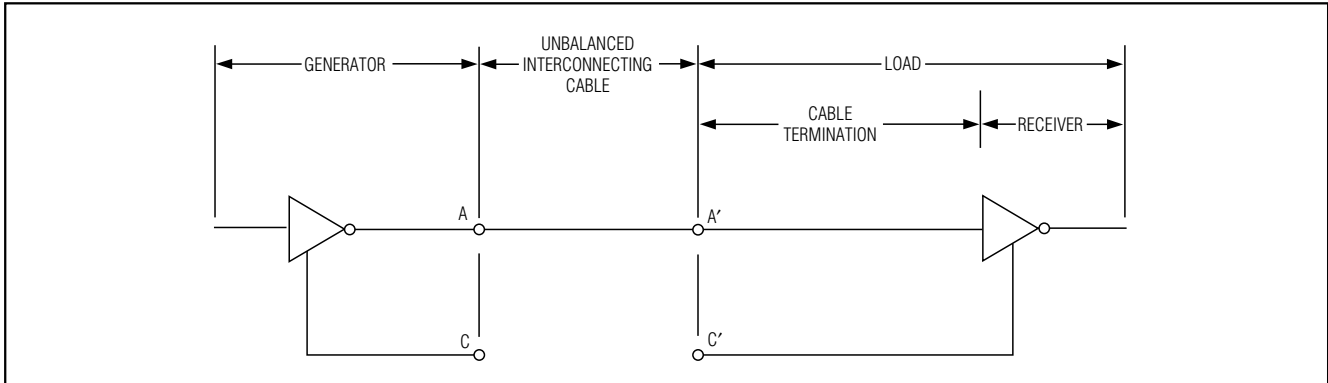 GENERATOR
UNBALANCED
INTERCONNECTING
CABLE
LOAD
CABLE
TERMINATION
RECEIVER
A
A′
C
C′